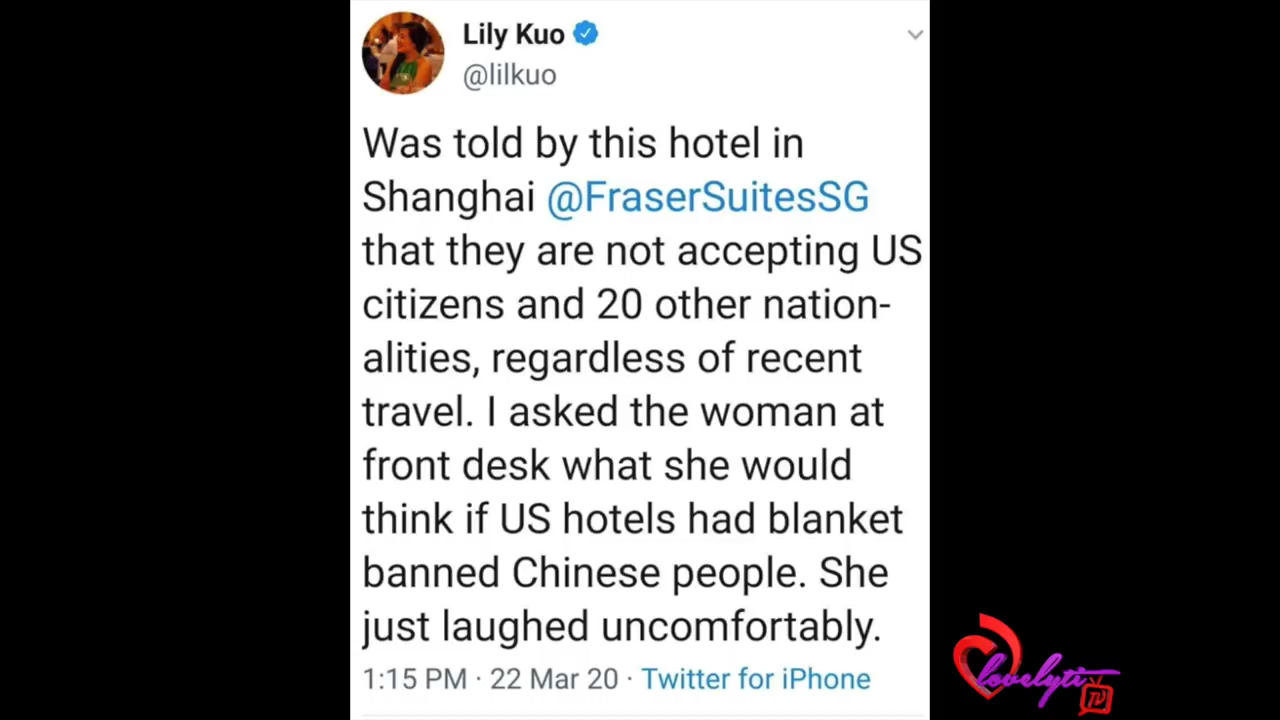 Lily Kuo
@lilkuo
Was told by this hotel in
Shanghai @FraserSuitesSG
that they are not accepting US
citizens and 20 other nation-
alities, regardless of recent
travel. I asked the woman at
front desk what she would
think if US hotels had blanket
banned Chinese people. She
just laughed uncomfortably.
1:15 PM · 22 Mar 20 · Twitter for iPhone
lovelyti
TV